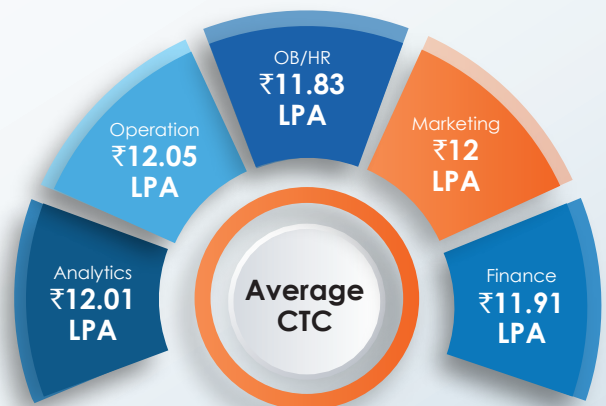 Analytics
₹12.01
LPA
Operation
₹12.05
LPA
OB/HR
₹11.83
LPA
Marketing
₹12
LPA
Finance
₹11.91
LPA
Average
CTC